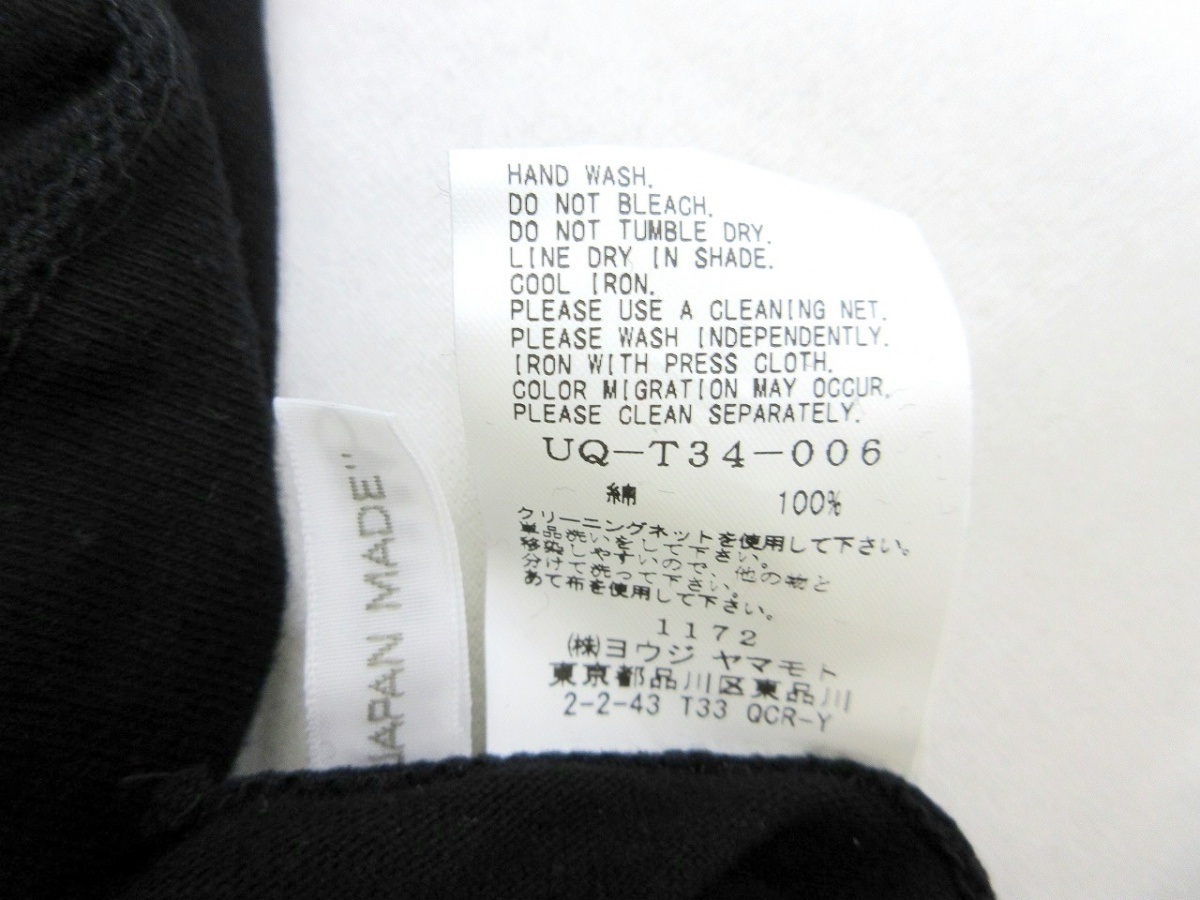 HAND WASH.
DO NOT BLEACH.
DO NOT TUMBLE DRY.
LINE DRY IN SHADE.
COOL IRON.
PLEASE USE A CLEANING NET.
PLEASE WASH INDEPENDENTLY.
IRON WITH PRESS CLOTH.
COLOR MIGRATION MAY OCCUR.
PLEASE CLEAN SEPARATELY.
UQ-T34-006
綿 100%
クリーニングネットを使用して下さい。
単品洗いをして下さい。
移染しやすいので、他の物と
分けて洗って下さい。
あて布を使用して下さい。
1172
㈱ヨウジ ヤマモト
東京都品川区東品川
2-2-43 T33 QCR-Y
JAPAN MADE"